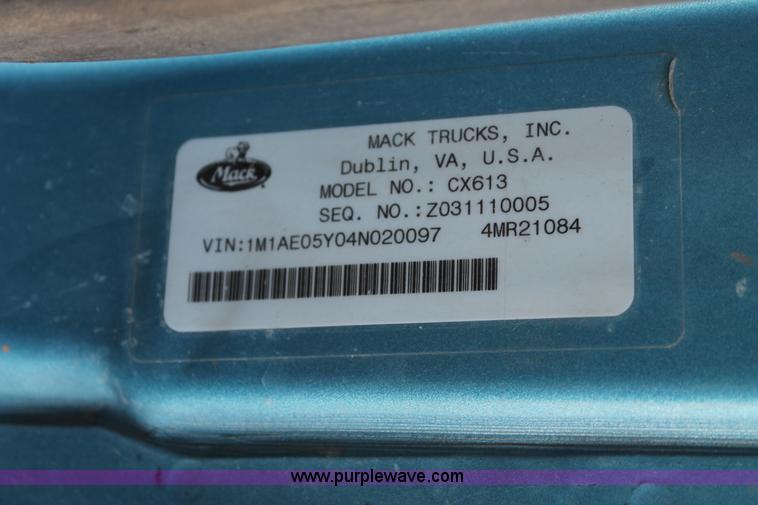 Mack
MACK TRUCKS, INC.
Dublin, VA, U.S.A.
MODEL NO.: CX613
SEQ. NO.:Z031110005
VIN:1M1AE05Y04N020097 4MR21084
www.purplewave.com